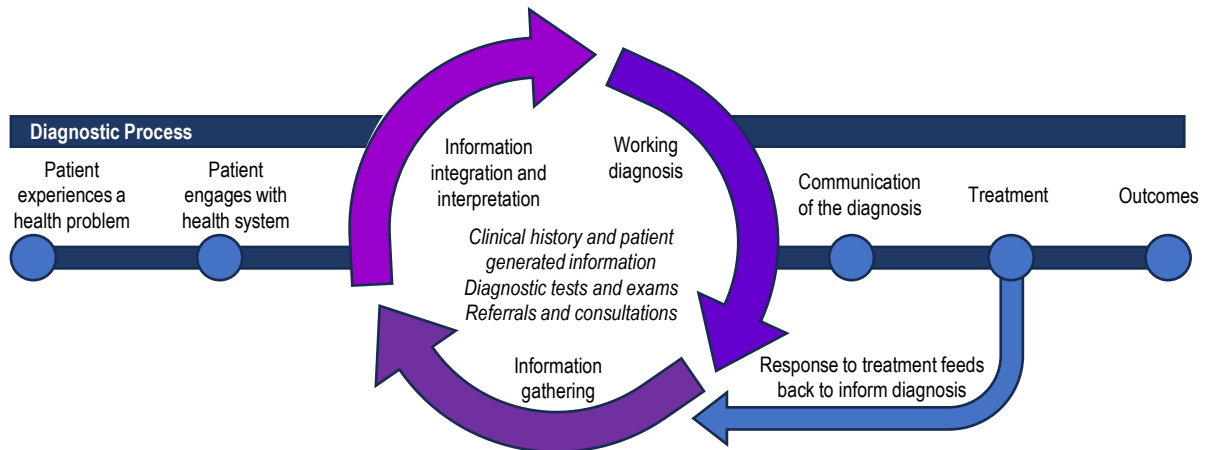 Diagnostic Process
Patient
experiences a
health problem
Patient
engages with
health system
Information
integration and
interpretation
Working
diagnosis
Clinical history and patient
generated information
Diagnostic tests and exams
Referrals and consultations
Information
gathering
Communication
of the diagnosis
Treatment
Outcomes
Response to treatment feeds
back to inform diagnosis